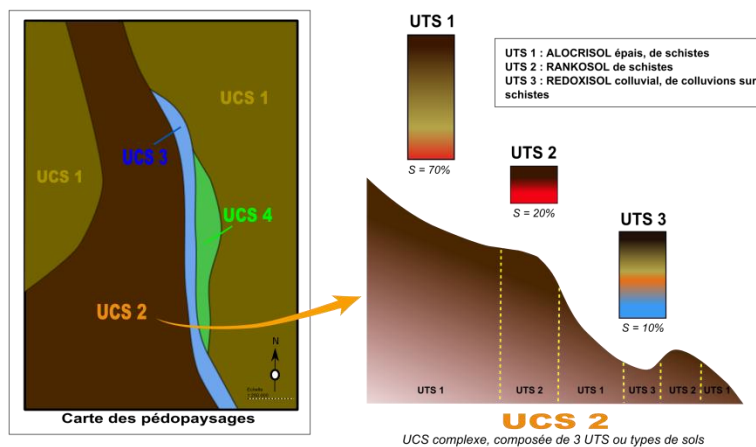 UCS 1
UCS 3
UCS 1
UCS 4
UCS 2
N
Carte des pédopaysages
UTS 1
S = 70%
UTS 1 : ALOCRISOL épais, de schistes
UTS 2 : RANKOSOL de schistes
UTS 3 : REDOXISOL colluvial, de colluvions sur
schistes
UTS 2
S = 20%
UTS 3
S = 10%
UTS 1
UTS 2
UTS 1
UTS 3
UTS 2
UTS 1
UCS 2
UCS complexe, composée de 3 UTS ou types de sols